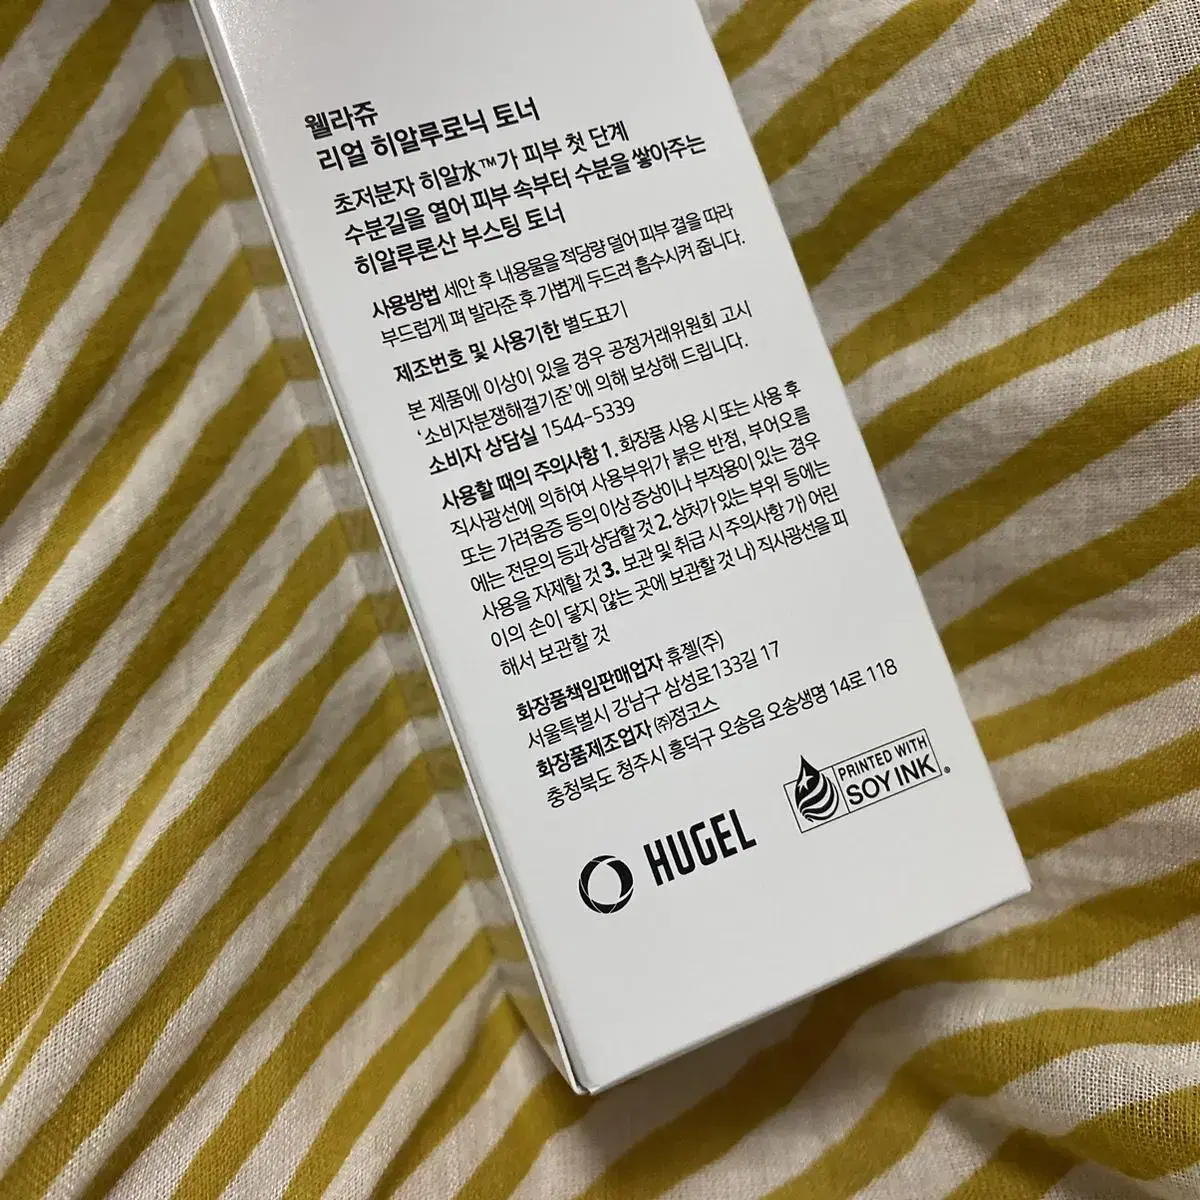 웰라쥬
리얼 히알루로닉 토너
초저분자 히알水™가 피부 첫 단계
수분길을 열어 피부 속부터 수분을 쌓아주는
히알루론산 부스팅 토너
사용방법 세안 후 내용물을 적당량 덜어 피부 결을 따라
부드럽게 펴 발라준 후 가볍게 두드려 흡수시켜 줍니다.
제조번호 및 사용기한 별도표기
본 제품에 이상이 있을 경우 공정거래위원회 고시
'소비자분쟁해결기준'에 의해 보상해 드립니다.
소비자 상담실 1544-5339
사용할 때의 주의사항 1. 화장품 사용 시 또는 사용 후
직사광선에 의하여 사용부위가 붉은 반점, 부어오름
또는 가려움증 등의 이상 증상이나 부작용이 있는 경우
에는 전문의 등과 상담할 것 2. 상처가 있는 부위 등에는
사용을 자제할 것 3. 보관 및 취급 시 주의사항 가) 어린
이의 손이 닿지 않는 곳에 보관할 것 나) 직사광선을 피
해서 보관할 것
화장품책임판매업자 휴젤(주)
서울특별시 강남구 삼성로133길 17
화장품제조업자 ㈜정코스
충청북도 청주시 흥덕구 오송읍 오송생명 14로 118
PRINTED WITH
SOY INK®
HUGEL